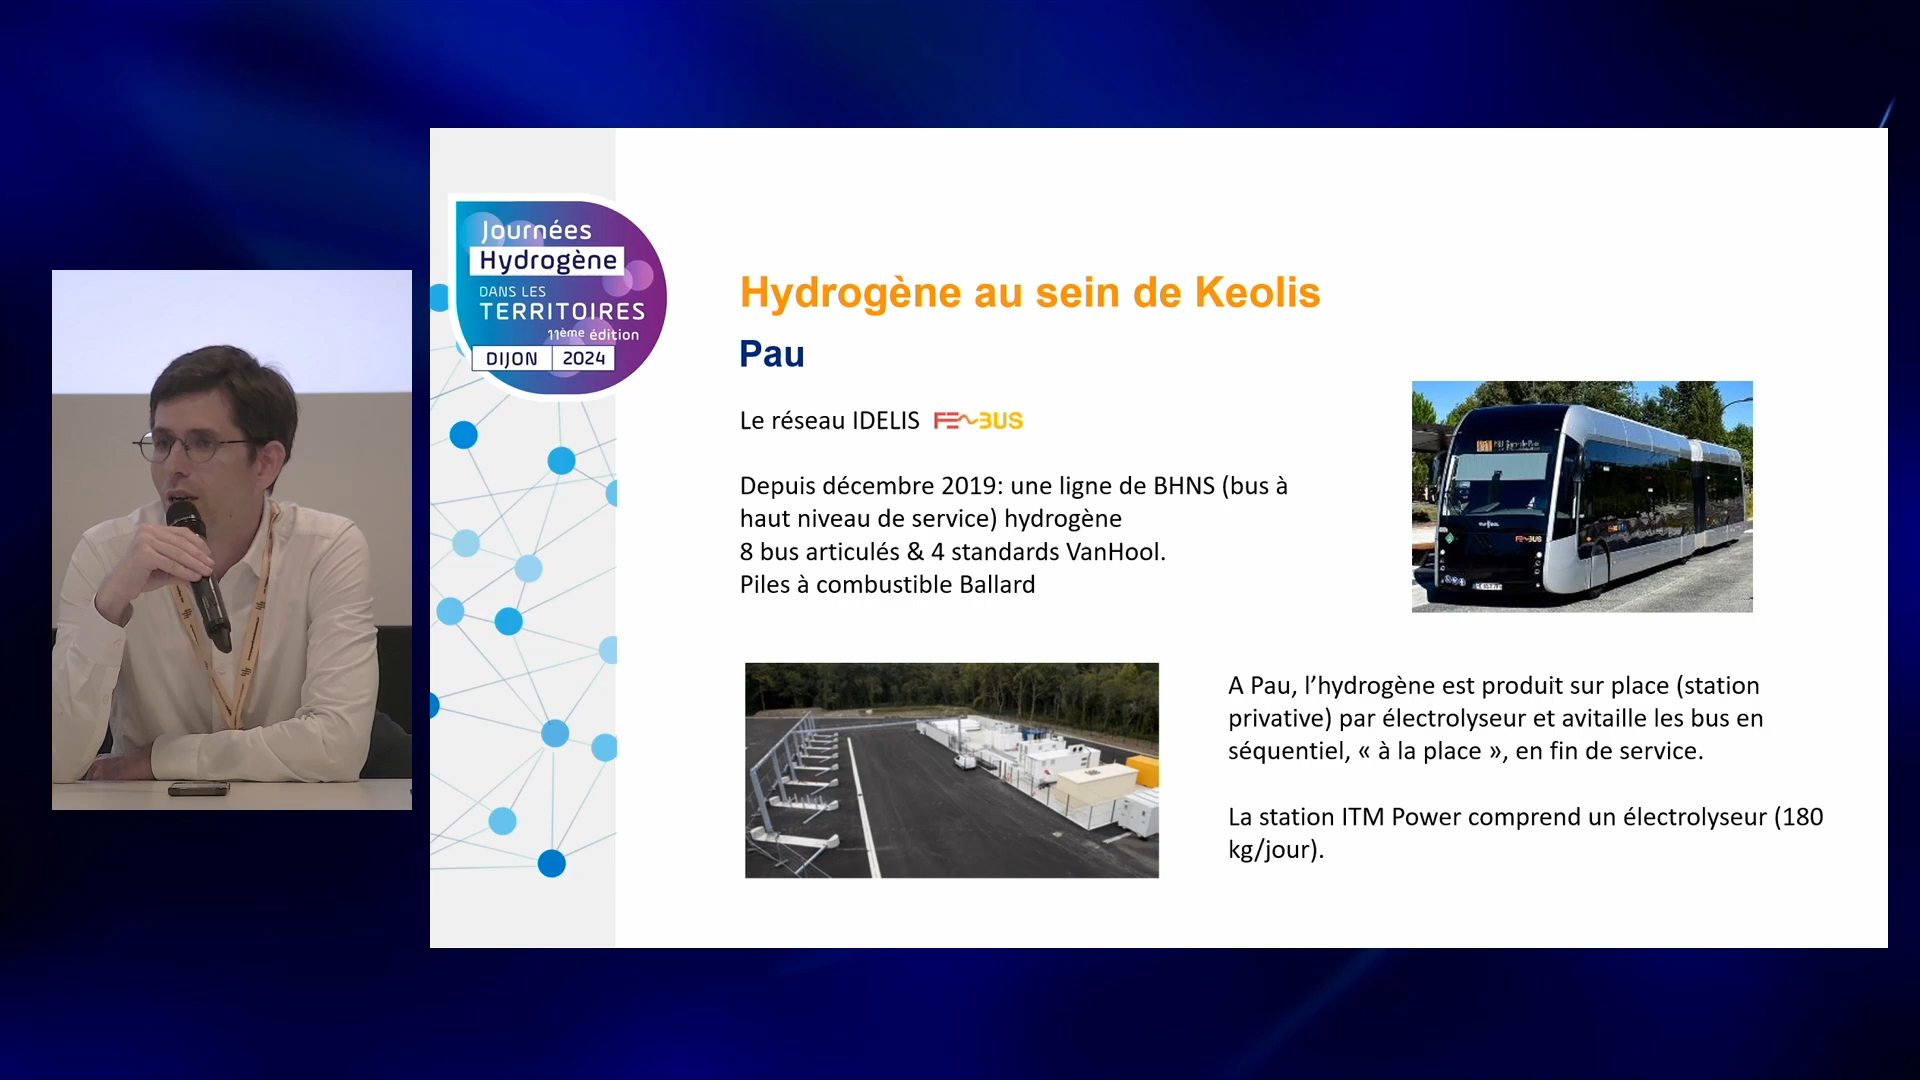 Journées
Hydrogène
DANS LES
TERRITOIRES
11ème édition
DIJON 2024
Hydrogène au sein de Keolis
Pau
Le réseau IDELIS FEBUS
Depuis décembre 2019: une ligne de BHNS (bus à
haut niveau de service) hydrogène
8 bus articulés & 4 standards VanHool.
Piles à combustible Ballard
FEBUS
A Pau, l’hydrogène est produit sur place (station
privative) par électrolyseur et avitaille les bus en
séquentiel, « à la place », en fin de service.
La station ITM Power comprend un électrolyseur (180
kg/jour).